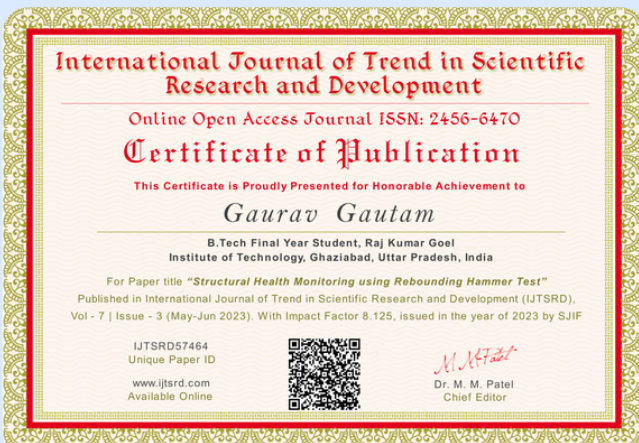 International Journal of Trend in Scientific
Research and Development
Online Open Access Journal ISSN: 2456-6470
Certificate of Publication
This Certificate is Proudly Presented for Honorable Achievement to
Gaurav Gautam
B.Tech Final Year Student, Raj Kumar Goel
Institute of Technology, Ghaziabad, Uttar Pradesh, India
For Paper title “Structural Health Monitoring using Rebounding Hammer Test”
Published in International Journal of Trend in Scientific Research and Development (IJTSRD),
Vol - 7 | Issue - 3 (May-Jun 2023). With Impact Factor 8.125, issued in the year of 2023 by SJIF
IJTSRD57464
Unique Paper ID
www.ijtsrd.com
Available Online
M. M. Patel
Dr. M. M. Patel
Chief Editor